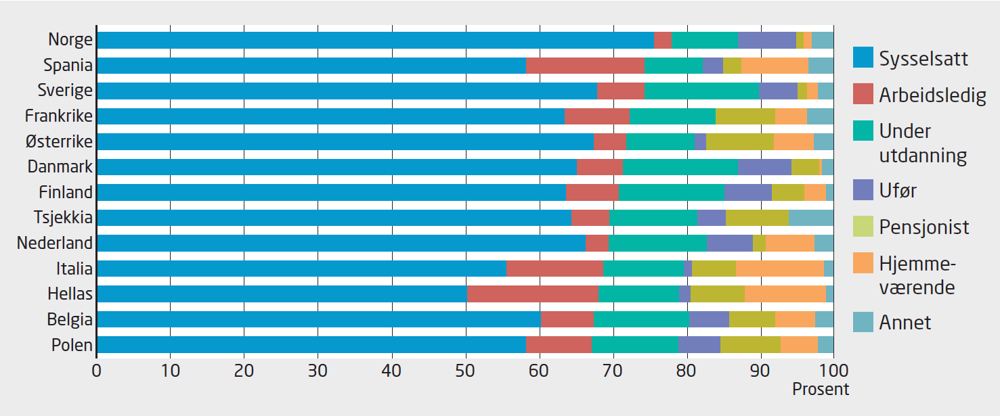 Norge
Spania
Sverige
Frankrike
Østerrike
Danmark
Finland
Tsjekkia
Nederland
Italia
Hellas
Belgia
Polen
0 10 20 30 40 50 60 70 80 90 100
Prosent
Sysselsatt
Arbeidsledig
Under
utdanning
Ufør
Pensjonist
Hjemme-
værende
Annet